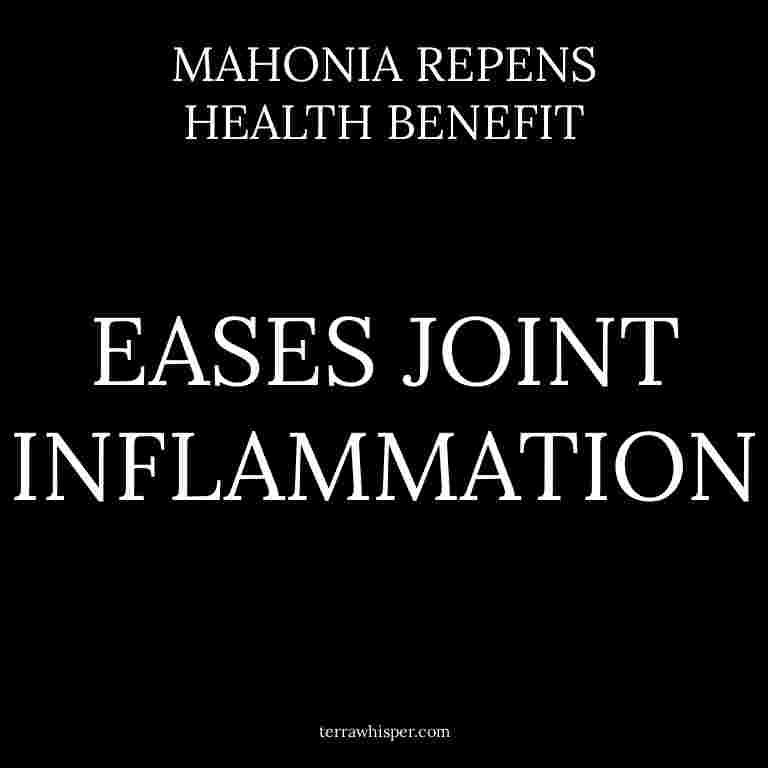 MAHONIA REPENS
HEALTH BENEFIT
EASES JOINT
INFLAMMATION
terrawhisper.com